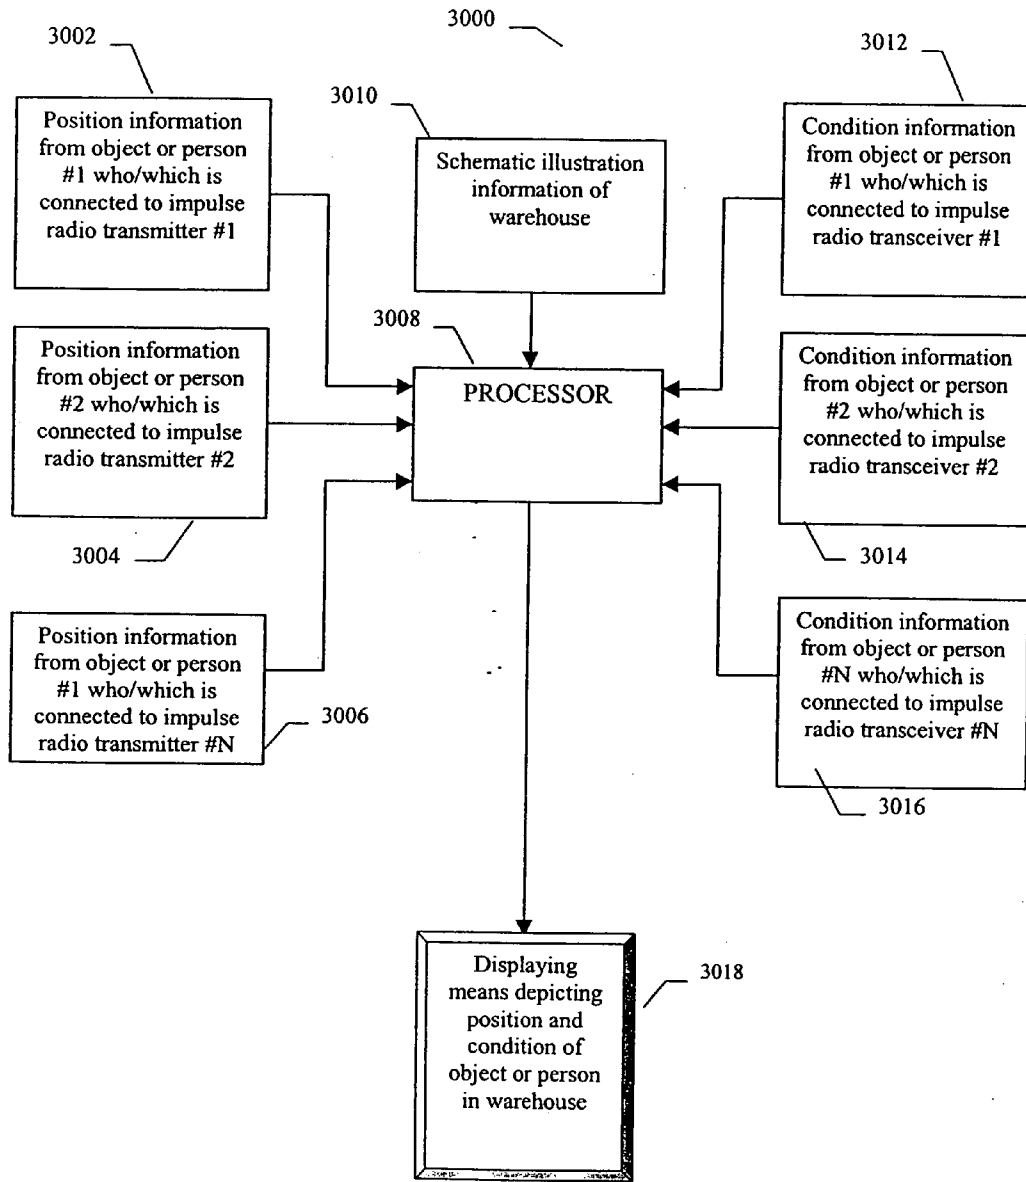 3002
3000
3012
3010
Position information
from object or person
#1 who/which is
connected to impulse
radio transmitter #1
Schematic illustration
information of
warehouse
Condition information
from object or person
#1 who/which is
connected to impulse
radio transceiver #1
3008
Position information
from object or person
#2 who/which is
connected to impulse
radio transmitter #2
PROCESSOR
Condition information
from object or person
#2 who/which is
connected to impulse
radio transceiver #2
3004
3014
Position information
from object or person
#1 who/which is
connected to impulse
radio transmitter #N
3006
Condition information
from object or person
#N who/which is
connected to impulse
radio transceiver #N
3016
Displaying
means depicting
position and
condition of
object or person
in warehouse
3018